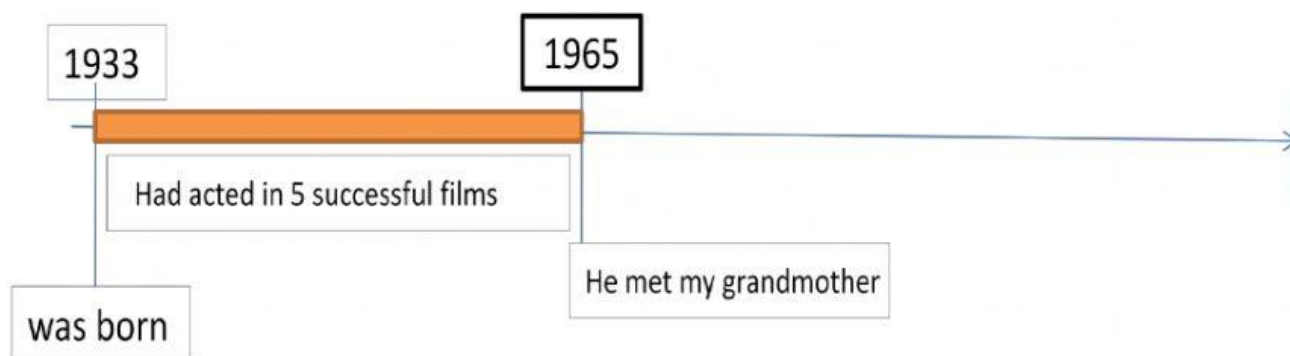 1933
1965
Had acted in 5 successful films
He met my grandmother
was born